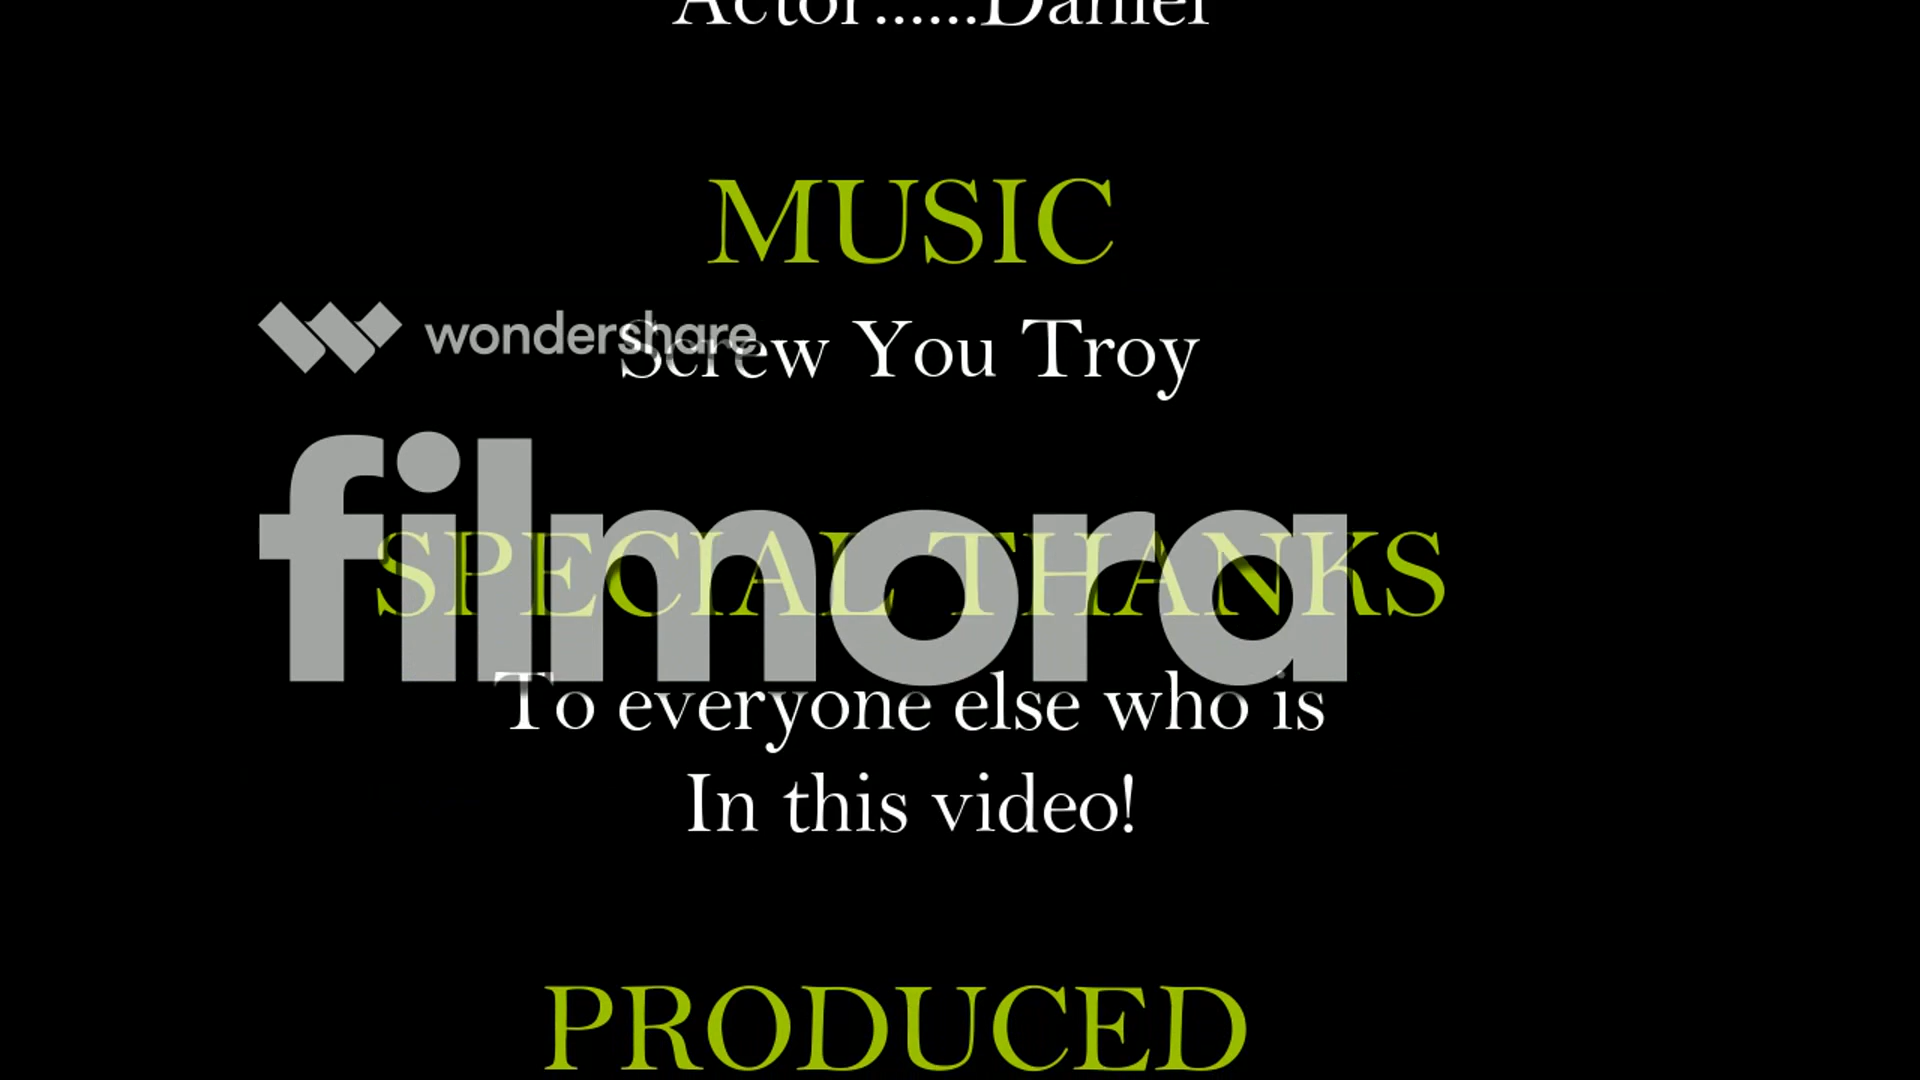 Actor......Daniel
MUSIC
wondershare
Screw You Troy
filmora
SPECIAL THANKS
To everyone else who is
In this video!
PRODUCED